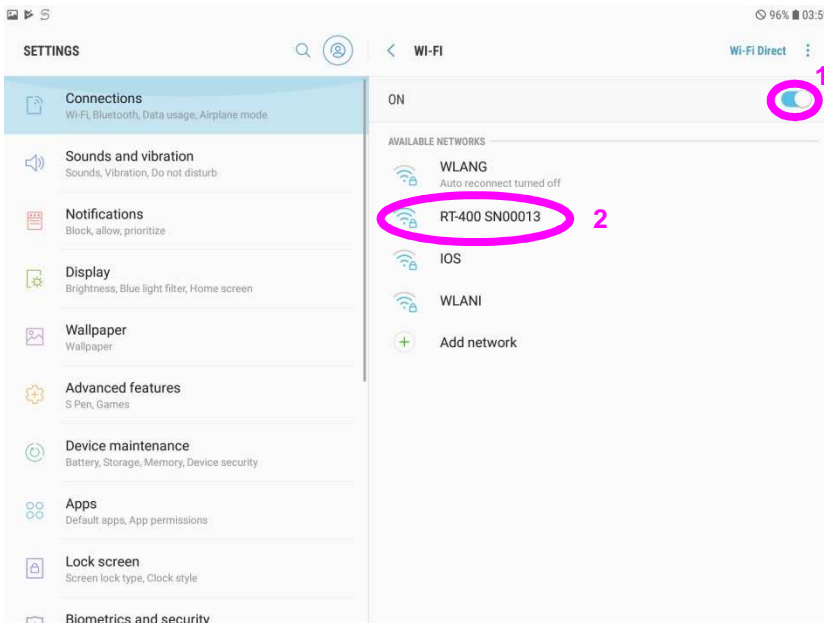 96% 03:5
SETTINGS
Connections
Wi-Fi, Bluetooth, Data usage, Airplane mode
Sounds and vibration
Sounds, Vibration, Do not disturb
Notifications
Block, allow, prioritize
Display
Brightness, Blue light filter, Home screen
Wallpaper
Wallpaper
Advanced features
S Pen, Games
Device maintenance
Battery, Storage, Memory, Device security
Apps
Default apps, App permissions
Lock screen
Screen lock type, Clock style
Biometrics and security
WI-FI
Wi-Fi Direct
1
ON
AVAILABLE NETWORKS
WLANG
Auto reconnect turned off
RT-400 SN00013
2
IOS
WLANI
Add network